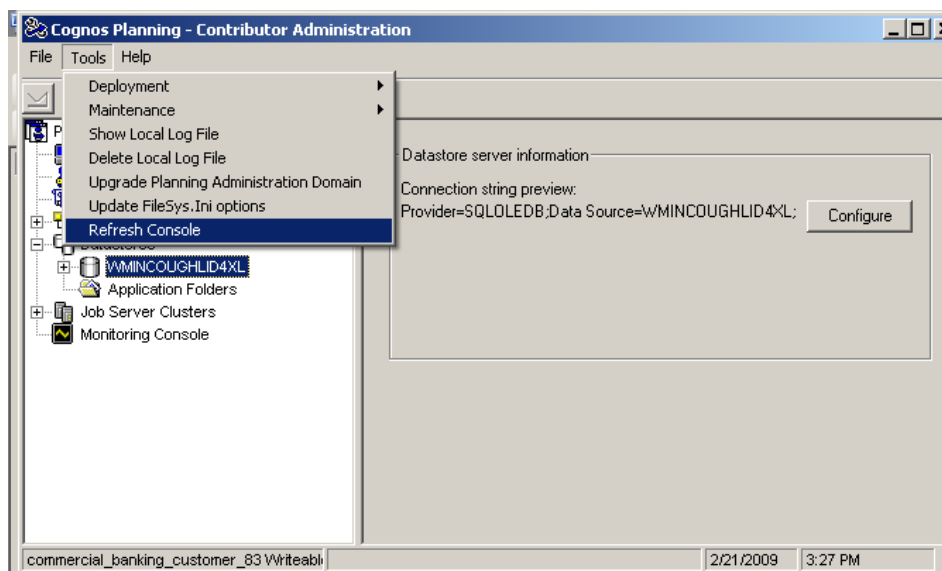 Cognos Planning - Contributor Administration
File Tools Help
Deployment
Maintenance
Show Local Log File
Delete Local Log File
Upgrade Planning Administration Domain
Update FileSys.Ini options
Refresh Console
WMINCOUGHLID4XL
Application Folders
Job Server Clusters
Monitoring Console
Datastore server information
Connection string preview:
Provider=SQLOLEDB;Data Source=WMINCOUGHLID4XL;
Configure
commercial_banking_customer_83 Writeabl
2/21/2009 3:27 PM